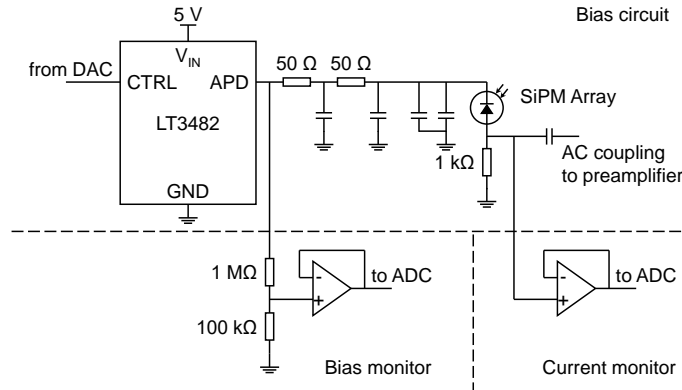 5 V
Bias circuit
V_IN
50 Ω
50 Ω
from DAC
CTRL
APD
SiPM Array
LT3482
1 kΩ
AC coupling
to preamplifier
GND
1 MΩ
-
+
to ADC
-
+
to ADC
100 kΩ
Bias monitor
Current monitor